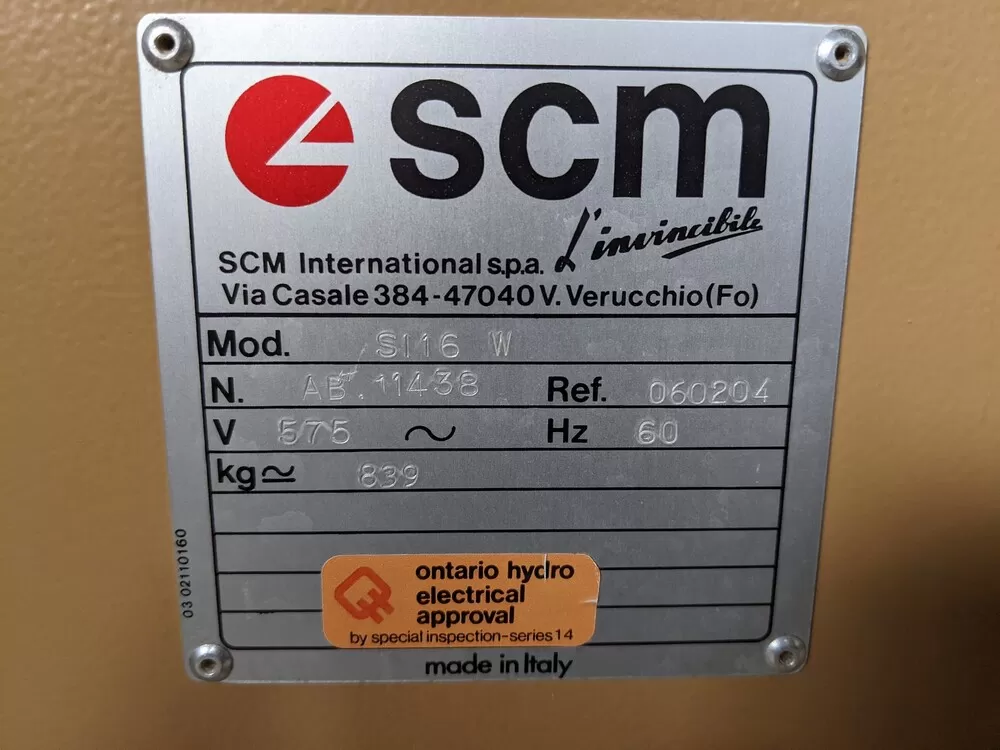 scm
L'invincibile
SCM International s.p.a.
Via Casale 384-47040 V. Verucchio (Fo)
Mod. SI16 W
N. AB. 11438 Ref. 060204
V 575 ~ Hz 60
kg≃ 839
03 02110160
ontario hydro
electrical
approval
by special inspection-series 14
made in Italy